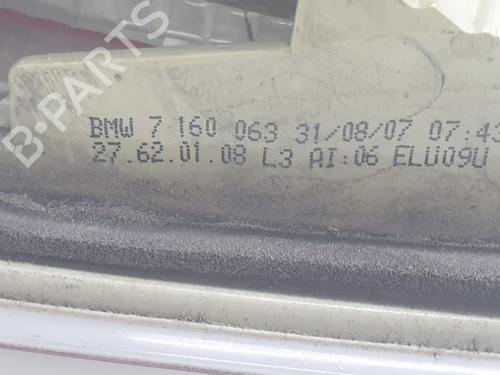 B-PARTS
BMW 7 160 063 31/08/07 07:43
27.62.01.08 L3 AI:06 ELU09U